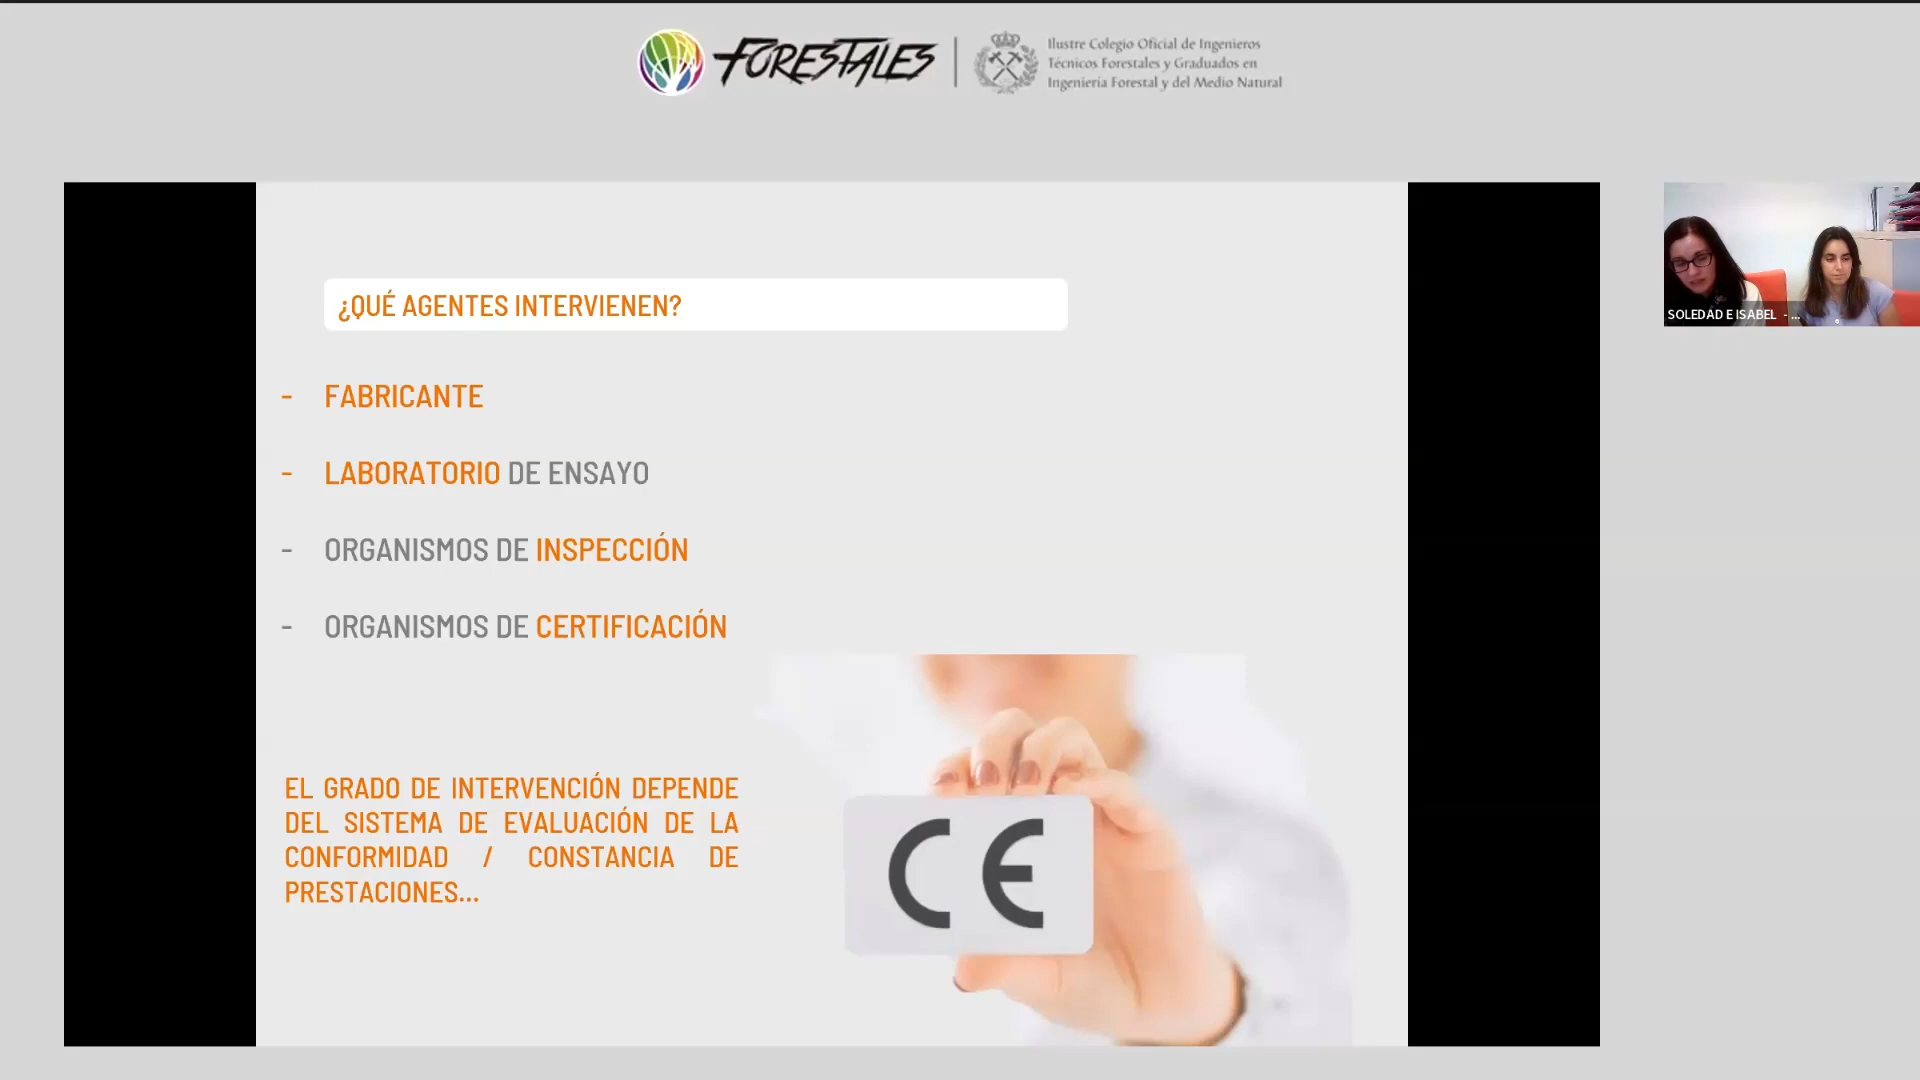 FORESTALES
Ilustre Colegio Oficial de Ingenieros
Técnicos Forestales y Graduados en
Ingeniería Forestal y del Medio Natural
¿QUÉ AGENTES INTERVIENEN?
- FABRICANTE
- LABORATORIO DE ENSAYO
- ORGANISMOS DE INSPECCIÓN
- ORGANISMOS DE CERTIFICACIÓN
EL GRADO DE INTERVENCIÓN DEPENDE
DEL SISTEMA DE EVALUACIÓN DE LA
CONFORMIDAD / CONSTANCIA DE
PRESTACIONES...
CE
SOLEDAD E ISABEL - ...